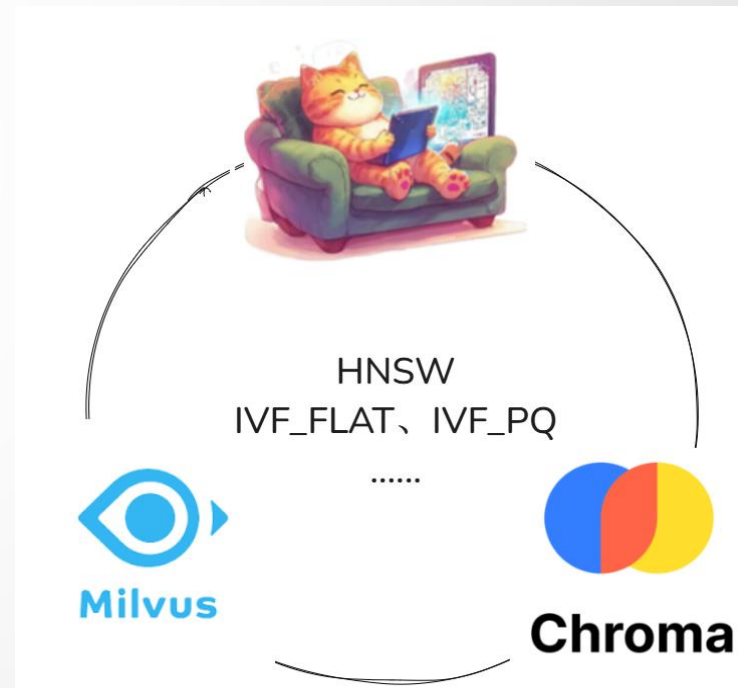 HNSW
IVF_FLAT、IVF_PQ
......
Milvus
Chroma